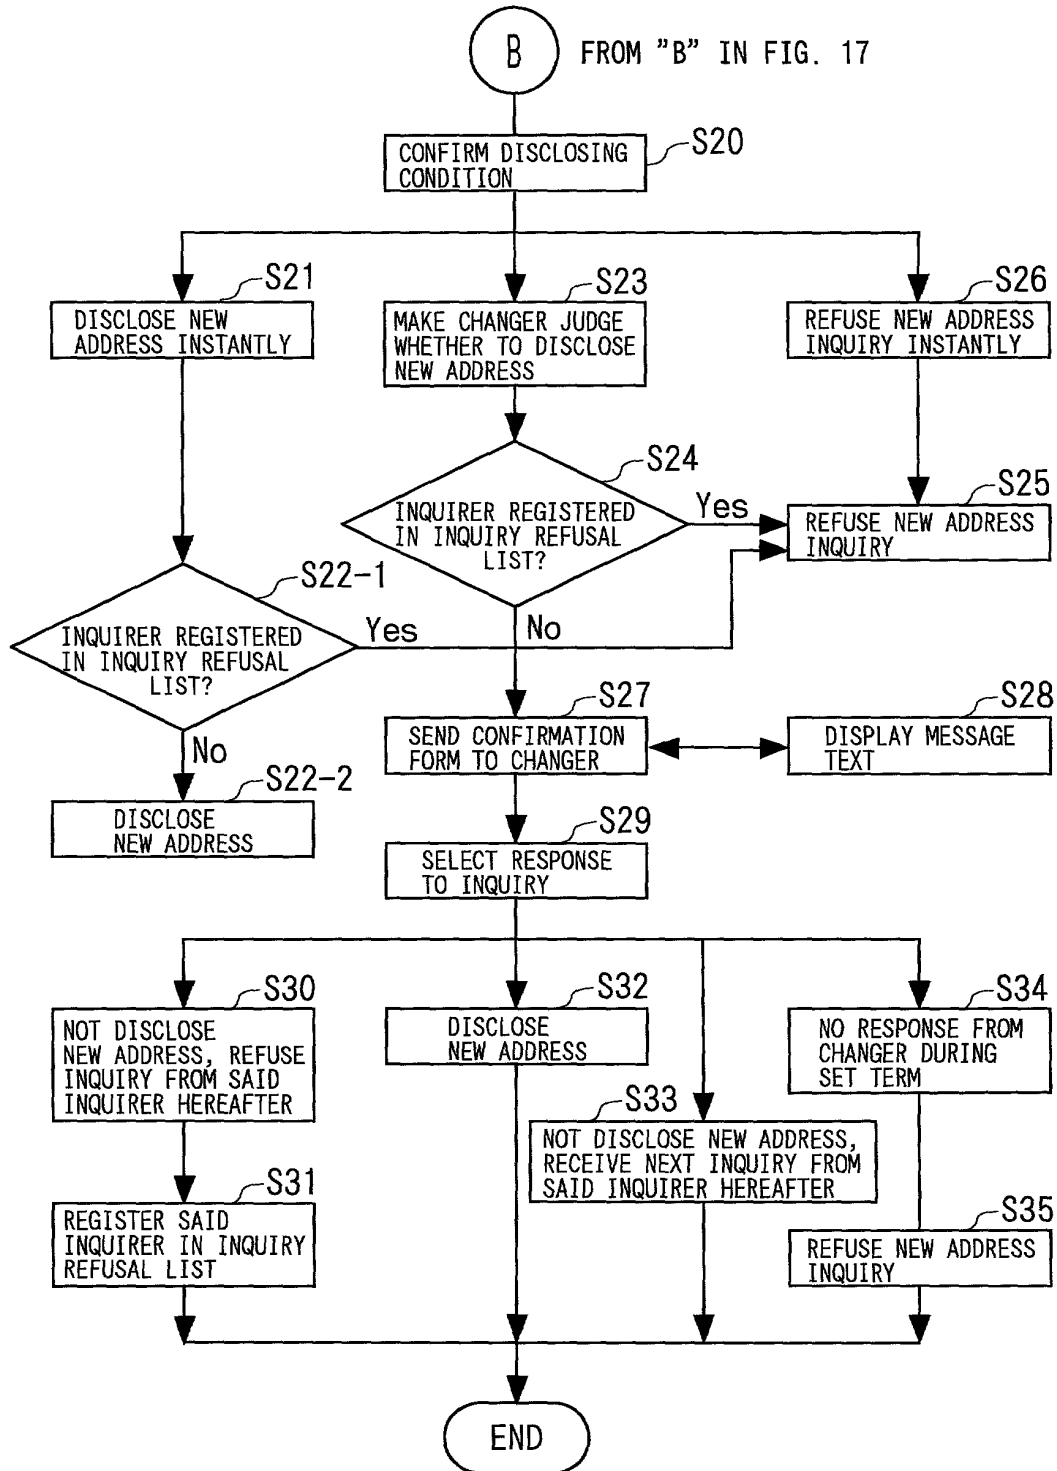 B
FROM "B" IN FIG. 17
S20
CONFIRM DISCLOSING
CONDITION
S21
DISCLOSE NEW
ADDRESS INSTANTLY
S23
MAKE CHANGER JUDGE
WHETHER TO DISCLOSE
NEW ADDRESS
S26
REFUSE NEW ADDRESS
INQUIRY INSTANTLY
S24
INQUIRER REGISTERED
IN INQUIRY REFUSAL
LIST?
Yes
No
S25
REFUSE NEW ADDRESS
INQUIRY
S22-1
INQUIRER REGISTERED
IN INQUIRY REFUSAL
LIST?
Yes
No
S22-2
DISCLOSE
NEW ADDRESS
S27
SEND CONFIRMATION
FORM TO CHANGER
S28
DISPLAY MESSAGE
TEXT
S29
SELECT RESPONSE
TO INQUIRY
S30
NOT DISCLOSE
NEW ADDRESS, REFUSE
INQUIRY FROM SAID
INQUIRER HEREAFTER
S31
REGISTER SAID
INQUIRER IN INQUIRY
REFUSAL LIST
S32
DISCLOSE
NEW ADDRESS
S33
NOT DISCLOSE NEW ADDRESS,
RECEIVE NEXT INQUIRY FROM
SAID INQUIRER HEREAFTER
S34
NO RESPONSE FROM
CHANGER DURING
SET TERM
S35
REFUSE NEW ADDRESS
INQUIRY
END